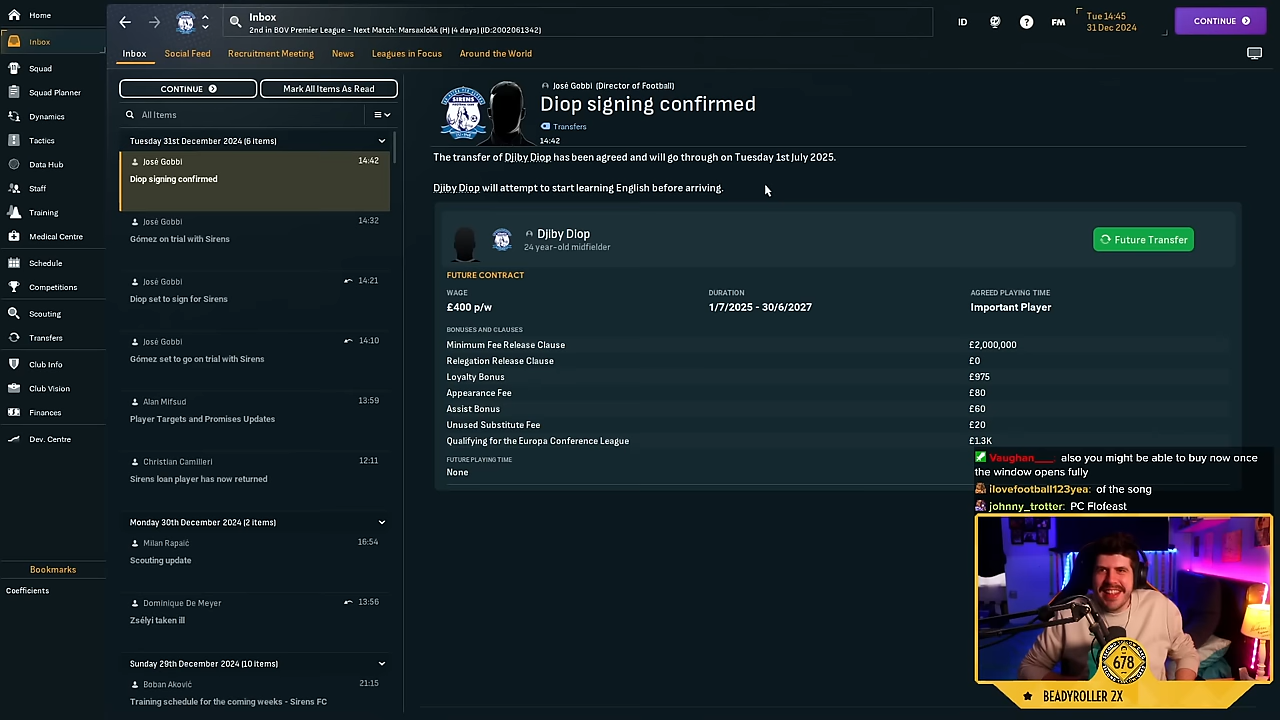 Home
Inbox
Squad
Squad Planner
Dynamics
Tactics
Data Hub
Staff
Training
Medical Centre
Schedule
Competitions
Scouting
Transfers
Club Info
Club Vision
Finances
Dev. Centre
Bookmarks
Coefficients
Inbox
2nd in BOV Premier League - Next Match: Marsaxlokk (H) (4 days) (ID:2002061342)
ID
FM
Tue 14:45
31 Dec 2024
CONTINUE
Inbox
Social Feed
Recruitment Meeting
News
Leagues in Focus
Around the World
CONTINUE
Mark All Items As Read
All Items
Tuesday 31st December 2024 (6 items)
José Gobbi 14:42
Diop signing confirmed
José Gobbi 14:32
Gómez on trial with Sirens
José Gobbi 14:21
Diop set to sign for Sirens
José Gobbi 14:10
Gómez set to go on trial with Sirens
Alan Mifsud 13:59
Player Targets and Promises Updates
Christian Camilleri 12:11
Sirens loan player has now returned
Monday 30th December 2024 (2 items)
Milan Rapaić 16:54
Scouting update
Dominique De Meyer 13:56
Zsélyi taken ill
Sunday 29th December 2024 (10 items)
Boban Aković 21:15
Training schedule for the coming weeks - Sirens FC
SIRENS
José Gobbi (Director of Football)
Diop signing confirmed
Transfers
14:42
The transfer of Djiby Diop has been agreed and will go through on Tuesday 1st July 2025.
Djiby Diop will attempt to start learning English before arriving.
Djiby Diop
24 year-old midfielder
Future Transfer
FUTURE CONTRACT
WAGE
£400 p/w
DURATION
1/7/2025 - 30/6/2027
AGREED PLAYING TIME
Important Player
BONUSES AND CLAUSES
Minimum Fee Release Clause £2,000,000
Relegation Release Clause £0
Loyalty Bonus £975
Appearance Fee £80
Assist Bonus £60
Unused Substitute Fee £20
Qualifying for the Europa Conference League £1.3K
FUTURE PLAYING TIME
None
Vaughan___: also you might be able to buy now once
the window opens fully
ilovefootball123yea: of the song
johnny_trotter: PC Flofeast
678
BEADYROLLER 2X